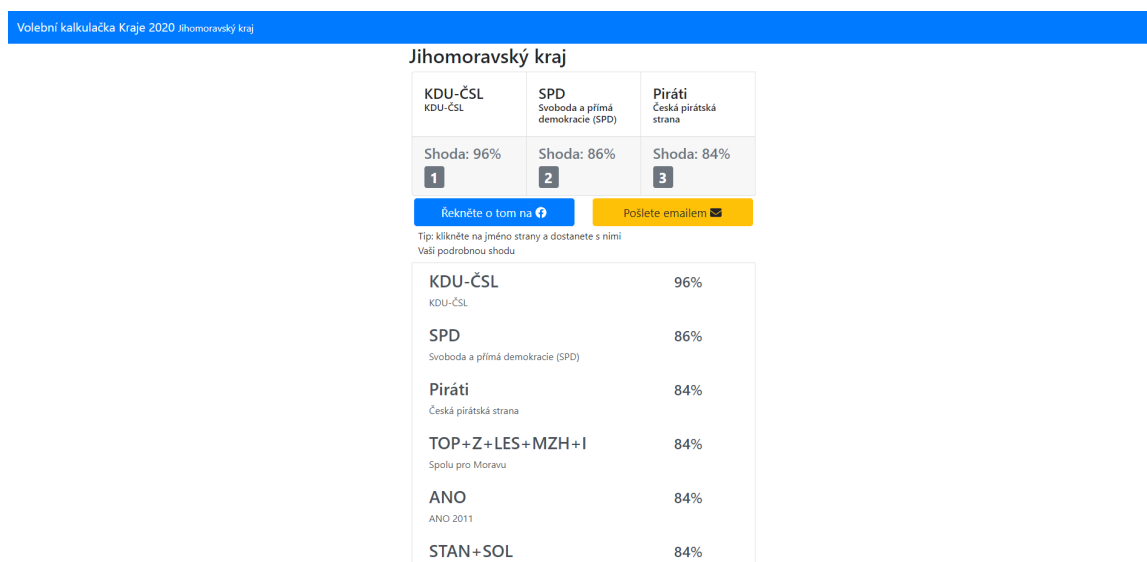 Volební kalkulačka Kraje 2020 Jihomoravský kraj
Jihomoravský kraj
KDU-ČSL
KDU-ČSL
SPD
Svoboda a přímá
demokracie (SPD)
Piráti
Česká pirátská
strana
Shoda: 96%
1
Shoda: 86%
2
Shoda: 84%
3
Řekněte o tom na
Pošlete emailem
Tip: klikněte na jméno strany a dostanete s nimi
Vaši podrobnou shodu
KDU-ČSL 96%
KDU-ČSL
SPD 86%
Svoboda a přímá demokracie (SPD)
Piráti 84%
Česká pirátská strana
TOP+Z+LES+MZH+I 84%
Spolu pro Moravu
ANO 84%
ANO 2011
STAN+SOL 84%